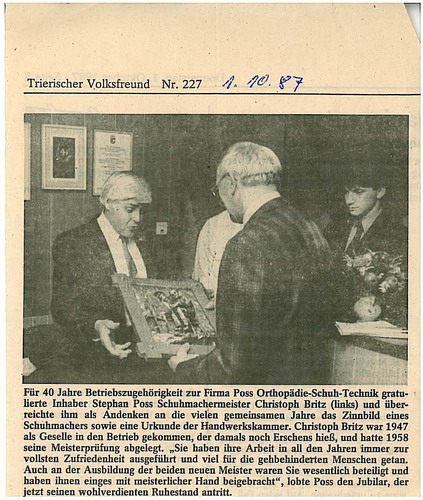 Trierischer Volksfreund Nr. 227 1. 10. 87
Für 40 Jahre Betriebszugehörigkeit zur Firma Poss Orthopädie-Schuh-Technik gratu-
lierte Inhaber Stephan Poss Schuhmachermeister Christoph Britz (links) und über-
reichte ihm als Andenken an die vielen gemeinsamen Jahre das Zinnbild eines
Schuhmachers sowie eine Urkunde der Handwerkskammer. Christoph Britz war 1947
als Geselle in den Betrieb gekommen, der damals noch Erschens hieß, und hatte 1958
seine Meisterprüfung abgelegt. „Sie haben ihre Arbeit in all den Jahren immer zur
vollsten Zufriedenheit ausgeführt und viel für die gehbehinderten Menschen getan.
Auch an der Ausbildung der beiden neuen Meister waren Sie wesentlich beteiligt und
haben ihnen einges mit meisterlicher Hand beigebracht“, lobte Poss den Jubilar, der
jetzt seinen wohlverdienten Ruhestand antritt.